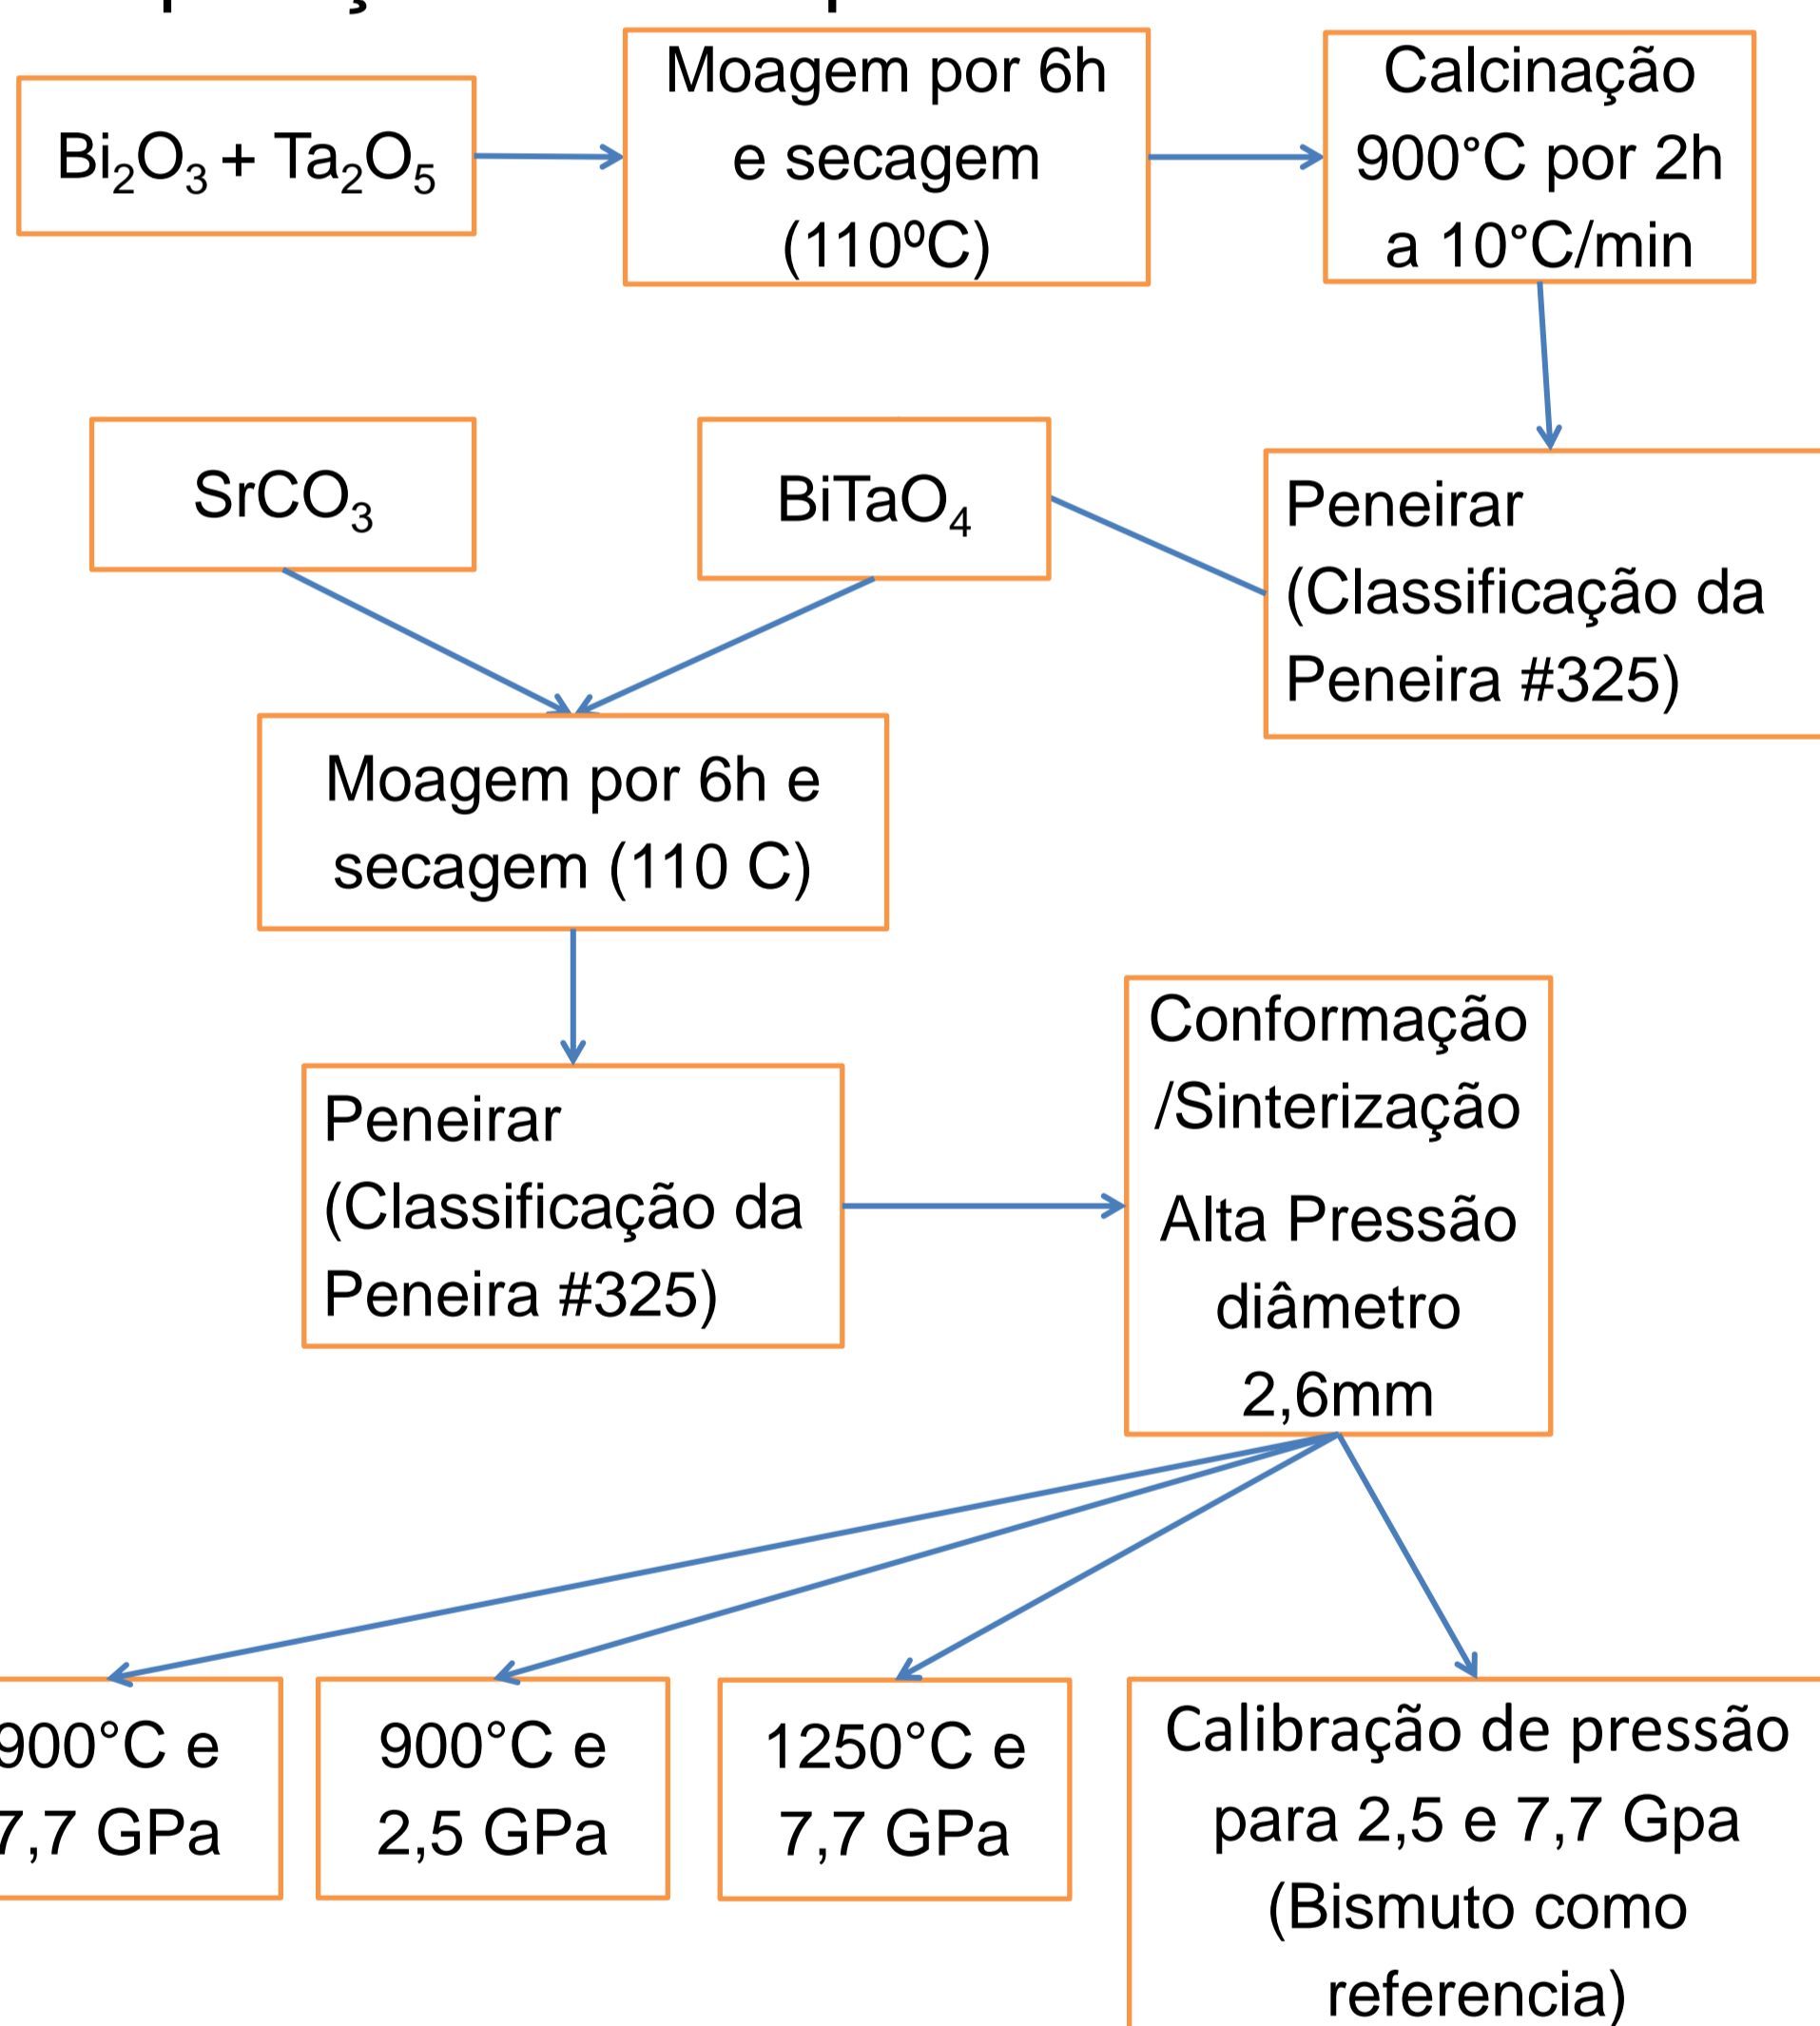 Bi₂O₃ + Ta₂O₅
Moagem por 6h
e secagem
(110⁰C)
Calcinação
900°C por 2h
a 10°C/min
SrCO₃
BiTaO₄
Peneirar
(Classificação da
Peneira #325)
Moagem por 6h e
secagem (110 C)
Peneirar
(Classificação da
Peneira #325)
Conformação
/Sinterização
Alta Pressão
diâmetro
2,6mm
900°C e
7,7 GPa
900°C e
2,5 GPa
1250°C e
7,7 GPa
Calibração de pressão
para 2,5 e 7,7 Gpa
(Bismuto como
referencia)